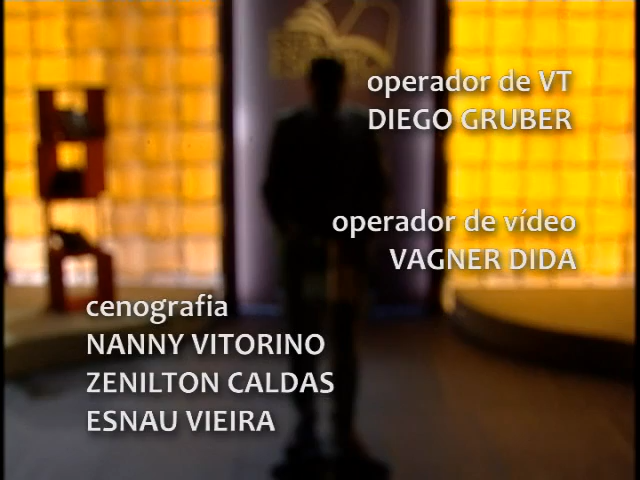 operador de VT
DIEGO GRUBER
operador de vídeo
VAGNER DIDA
cenografia
NANNY VITORINO
ZENILTON CALDAS
ESNAU VIEIRA